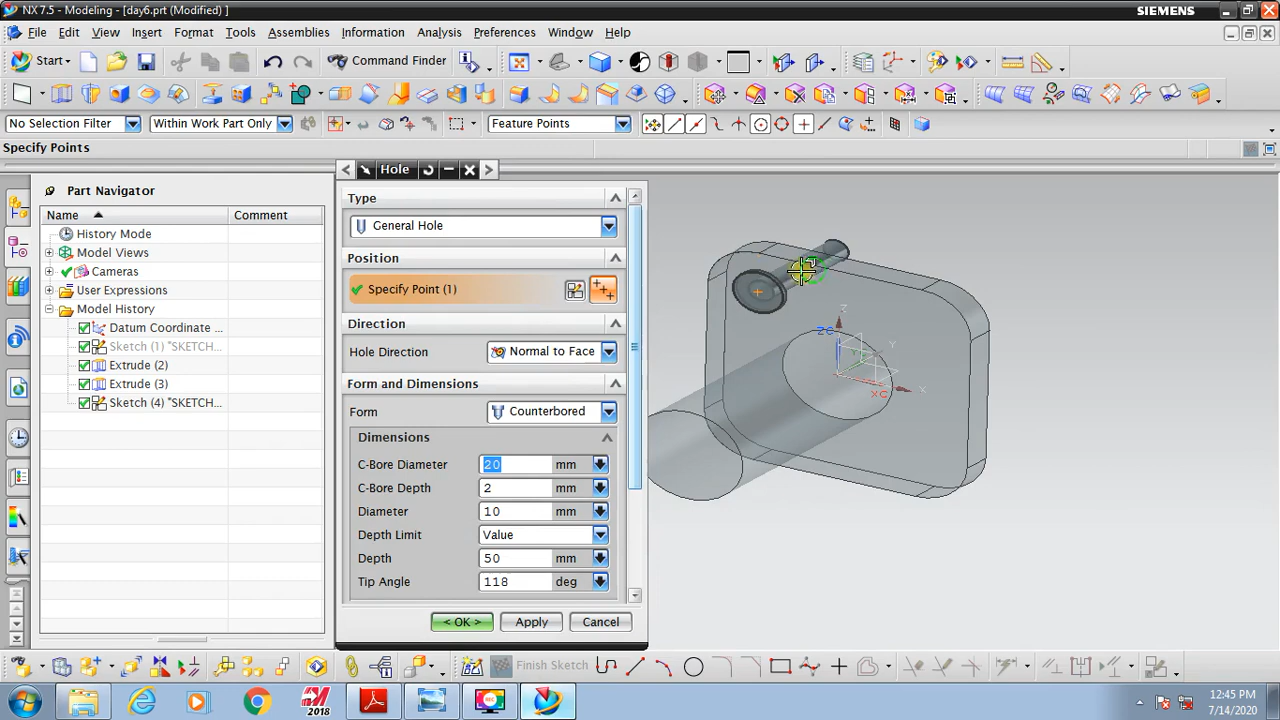 NX 7.5 - Modeling - [day6.prt (Modified) ]
SIEMENS
File Edit View Insert Format Tools Assemblies Information Analysis Preferences Window Help
Start Command Finder
No Selection Filter Within Work Part Only Feature Points
Specify Points
Part Navigator
Name Comment
History Mode
Model Views
Cameras
User Expressions
Model History
Datum Coordinate ...
Sketch (1) "SKETCH...
Extrude (2)
Extrude (3)
Sketch (4) "SKETCH...
Hole
Type
General Hole
Position
Specify Point (1)
Direction
Hole Direction Normal to Face
Form and Dimensions
Form Counterbored
Dimensions
C-Bore Diameter 20 mm
C-Bore Depth 2 mm
Diameter 10 mm
Depth Limit Value
Depth 50 mm
Tip Angle 118 deg
< OK > Apply Cancel
Z
ZC
Y
X
XC
Finish Sketch
2018
REC
12:45 PM
7/14/2020